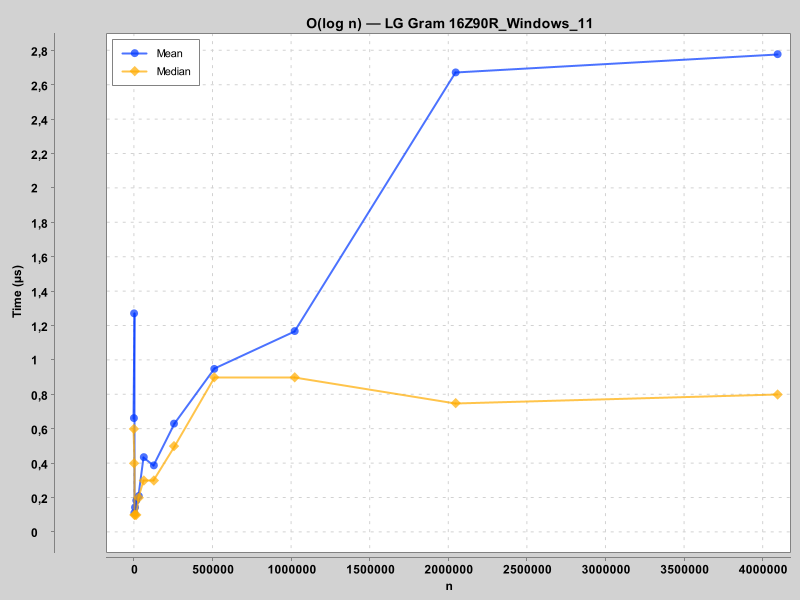 O(log n) — LG Gram 16Z90R_Windows_11
Mean
Median
2,8
2,6
2,4
2,2
2
1,8
1,6
1,4
1,2
1
0,8
0,6
0,4
0,2
0
Time (µs)
0 500000 1000000 1500000 2000000 2500000 3000000 3500000 4000000
n